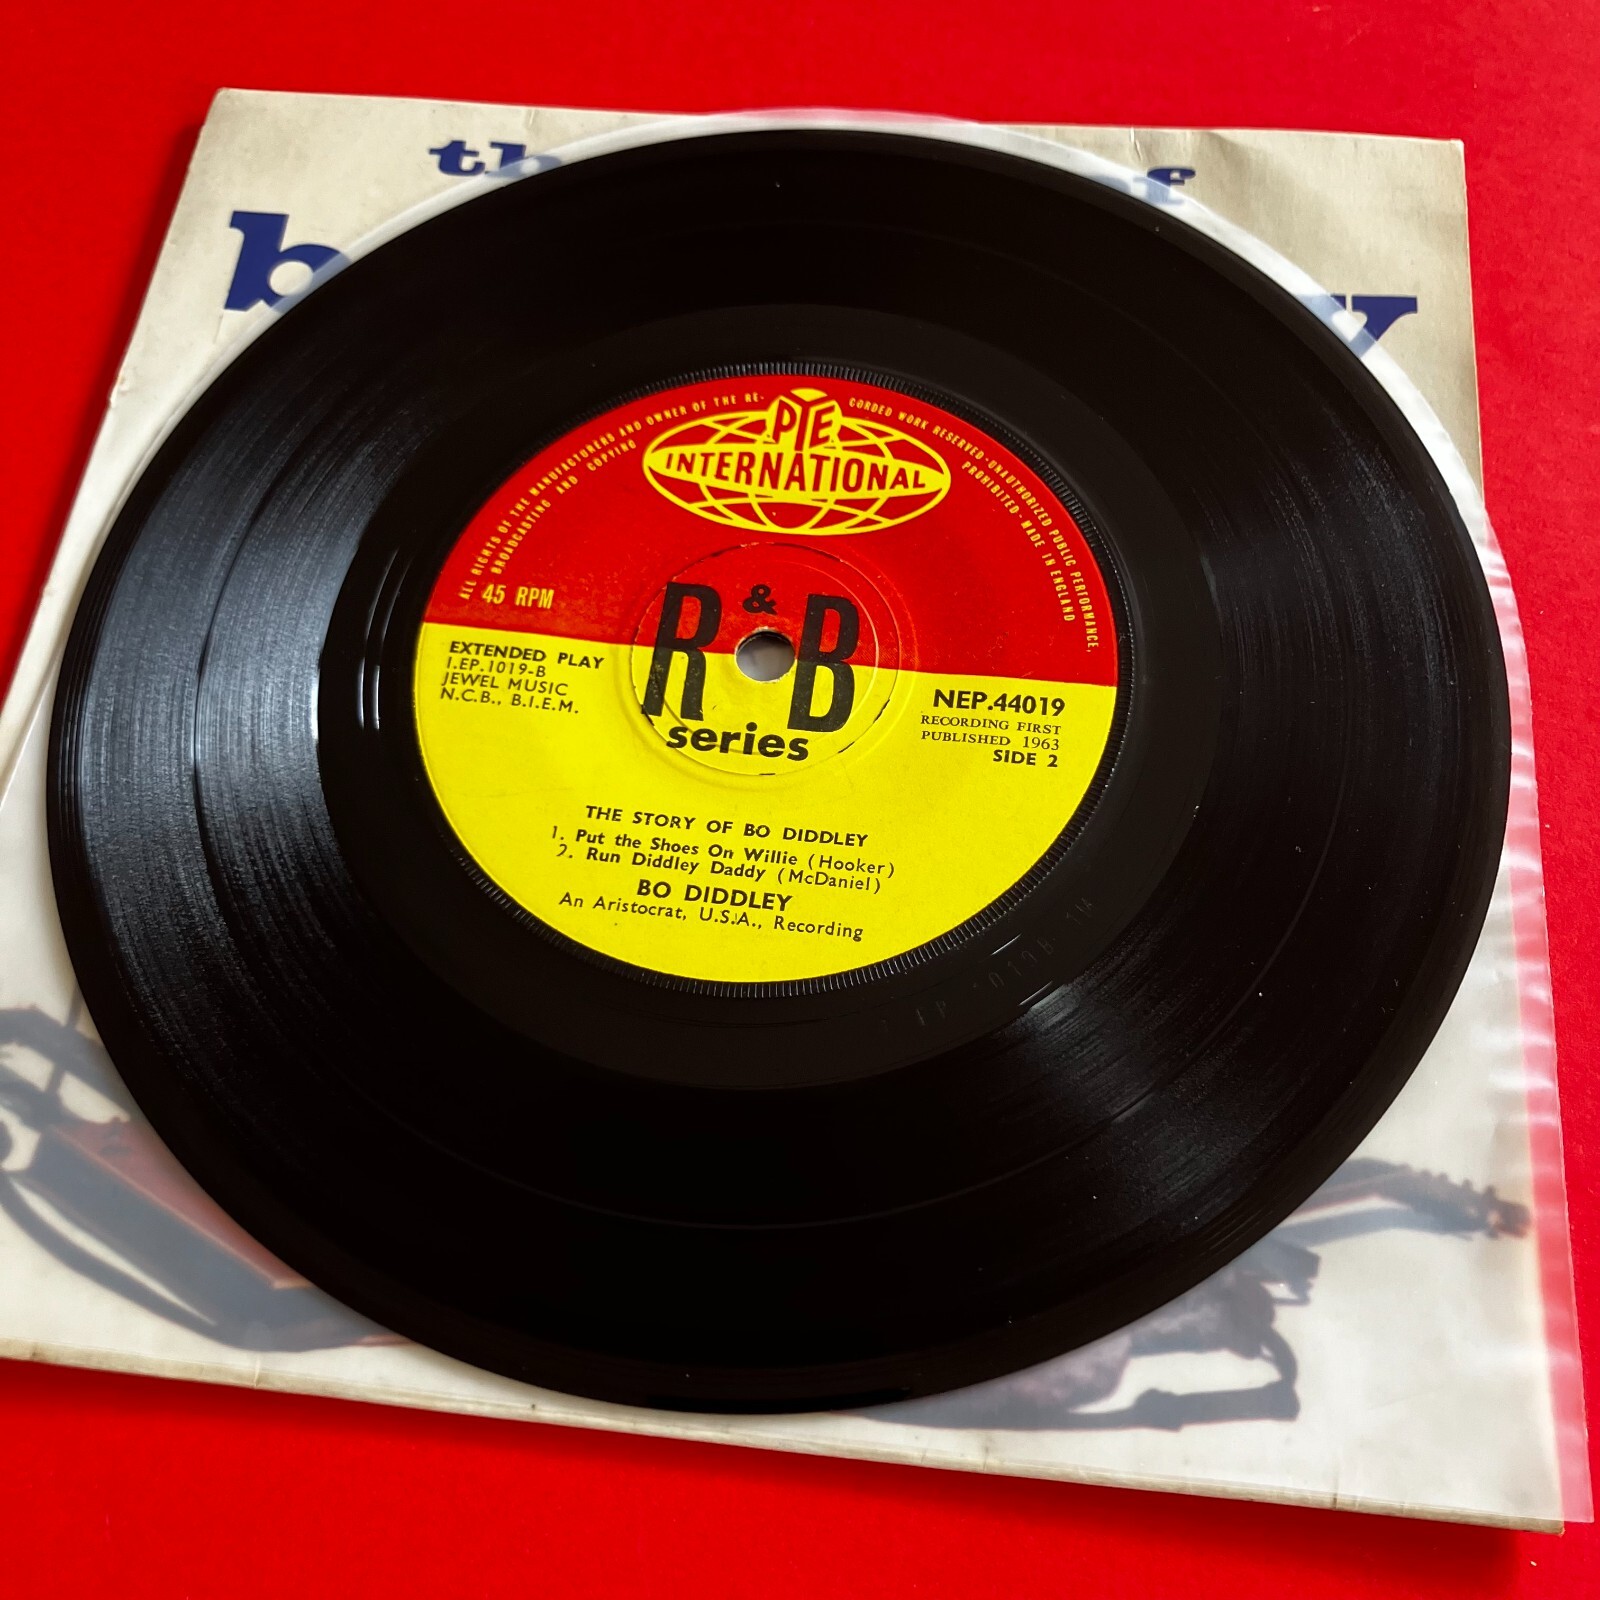 ALL RIGHTS OF THE MANUFACTURERS AND OWNER OF THE RE- CORDED WORK RESERVED·UNAUTHORIZED PUBLIC PERFORMANCE,
BROADCASTING AND COPYING PROHIBITED·MADE IN ENGLAND
PYE
INTERNATIONAL
45 RPM
R & B
series
EXTENDED PLAY
I.EP.1019-B
JEWEL MUSIC
N.C.B., B.I.E.M.
NEP.44019
RECORDING FIRST
PUBLISHED 1963
SIDE 2
THE STORY OF BO DIDDLEY
1. Put the Shoes On Willie (Hooker)
2. Run Diddley Daddy (McDaniel)
BO DIDDLEY
An Aristocrat, U.S.A., Recording